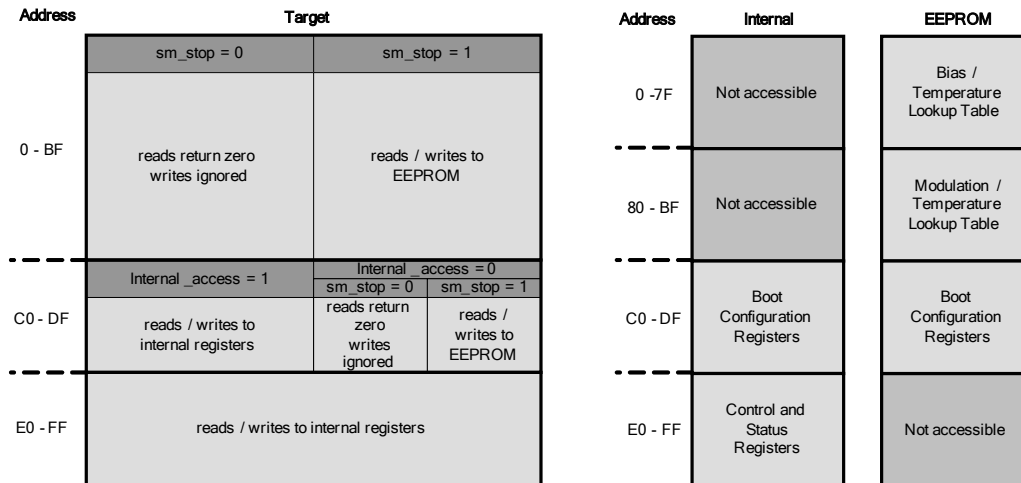 Address
Target
sm_stop = 0
sm_stop = 1
0 - BF
reads return zero
writes ignored
reads / writes to
EEPROM
Internal _access = 1
Internal _access = 0
sm_stop = 0
sm_stop = 1
C0 - DF
reads / writes to
internal registers
reads return
zero
writes
ignored
reads /
writes to
EEPROM
E0 - FF
reads / writes to internal registers
Address
Internal
EEPROM
0 -7F
Not accessible
Bias /
Temperature
Lookup Table
80 - BF
Not accessible
Modulation /
Temperature
Lookup Table
C0 - DF
Boot
Configuration
Registers
Boot
Configuration
Registers
E0 - FF
Control and
Status
Registers
Not accessible